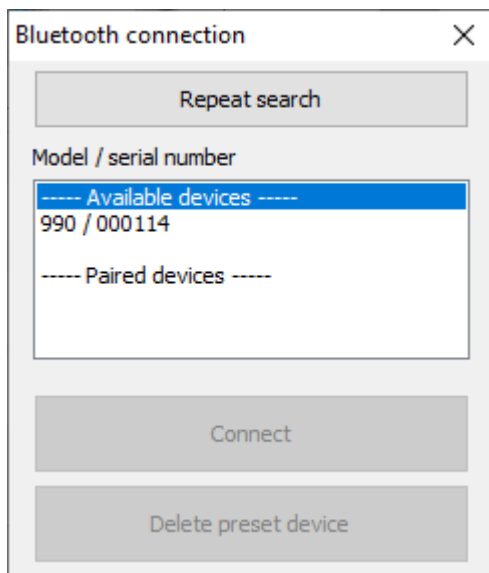 Bluetooth connection
Repeat search
Model / serial number
----- Available devices -----
990 / 000114
----- Paired devices -----
Connect
Delete preset device